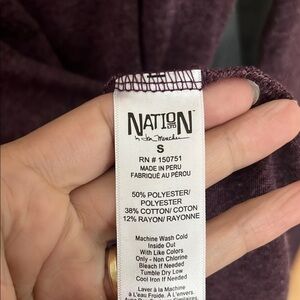 NATION
LTD
by Jen Menchaca
S
RN # 150751
MADE IN PERU
FABRIQUÉ AU PÉROU
50% POLYESTER/
POLYESTER
38% COTTON/ COTON
12% RAYON/ RAYONNE
Machine Wash Cold
Inside Out
With Like Colors
Only - Non Chlorine
Bleach If Needed
Tumble Dry Low
Cool Iron if Needed
Laver à la Machine
à L'eau Froide. À L'envers